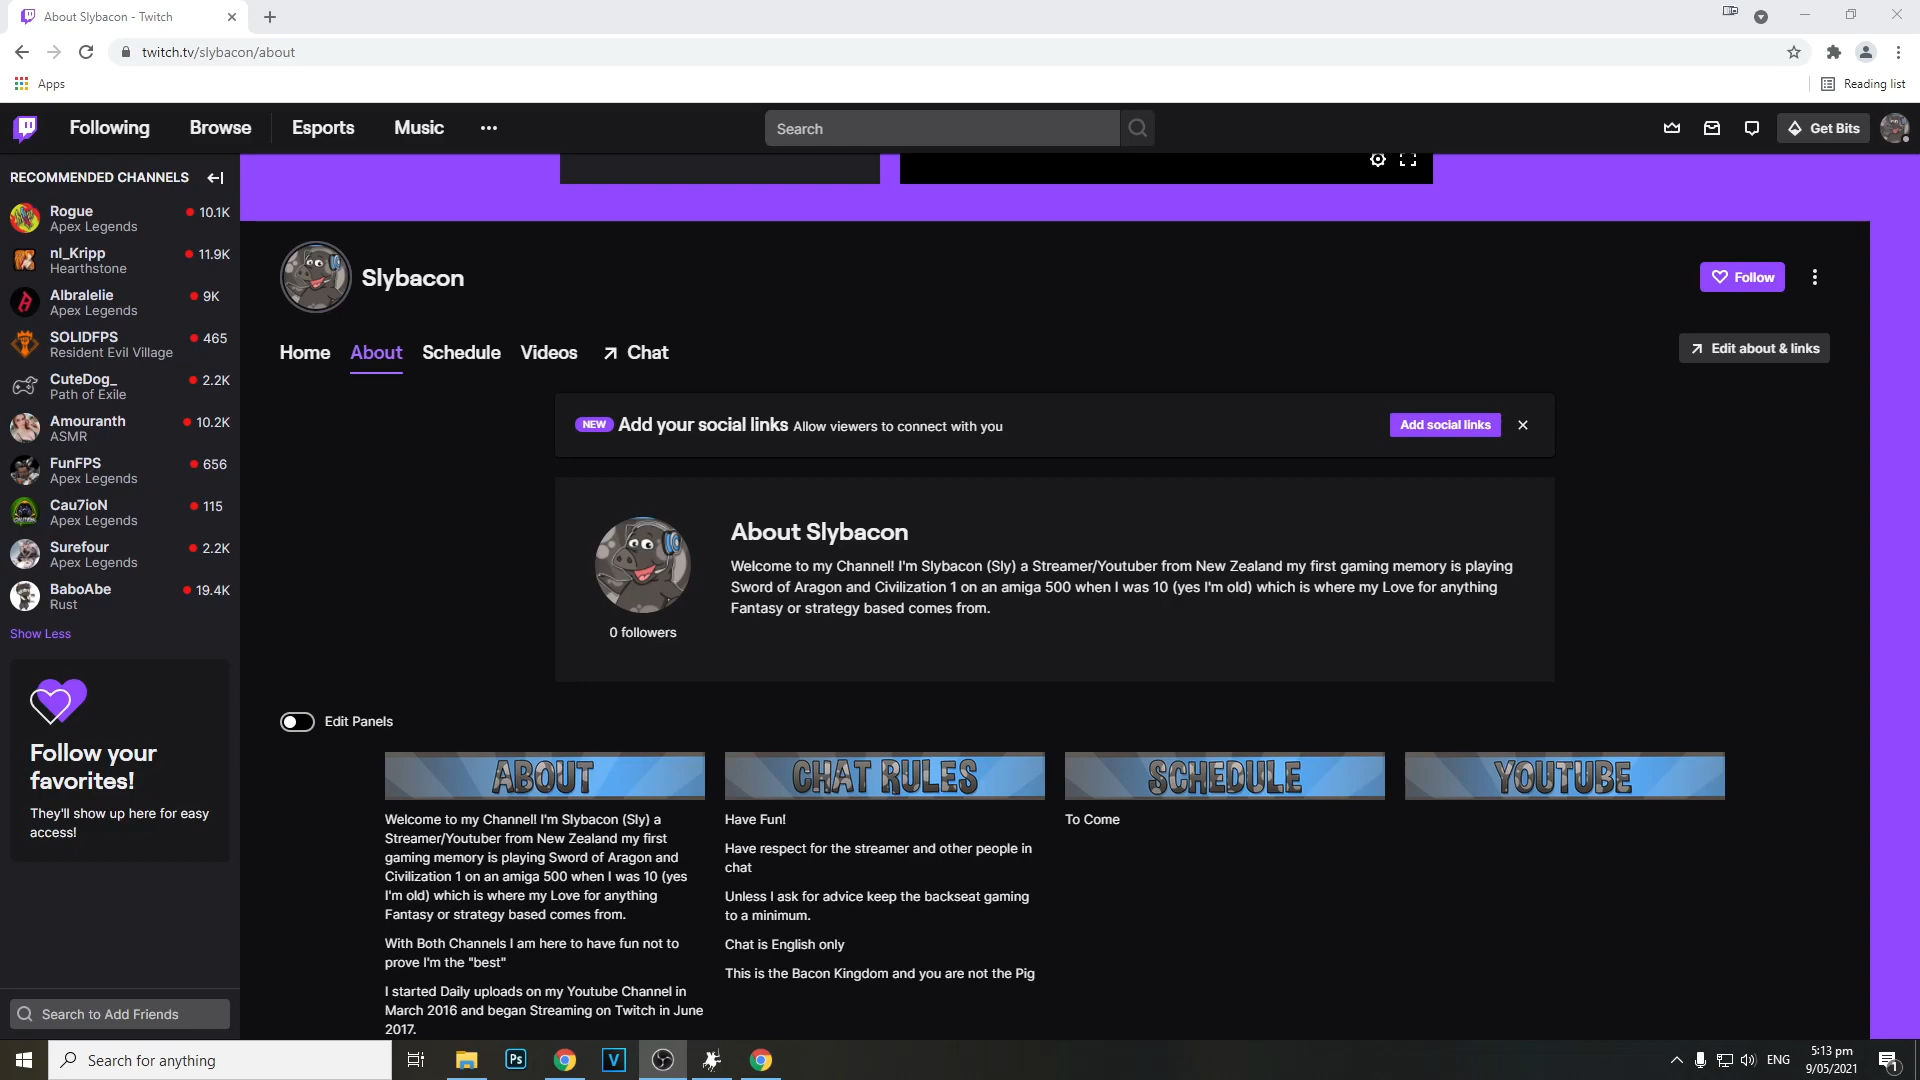 About Slybacon - Twitch
twitch.tv/slybacon/about
Apps
Reading list
Following
Browse
Esports
Music
Search
Get Bits
RECOMMENDED CHANNELS
Rogue
10.1K
Apex Legends
nl_Kripp
11.9K
Hearthstone
Albralelie
9K
Apex Legends
SOLIDFPS
465
Resident Evil Village
CuteDog_
2.2K
Path of Exile
Amouranth
10.2K
ASMR
FunFPS
656
Apex Legends
Cau7ioN
115
Apex Legends
Surefour
2.2K
Apex Legends
BaboAbe
19.4K
Rust
Show Less
Follow your
favorites!
They'll show up here for easy
access!
Search to Add Friends
Slybacon
Follow
Home
About
Schedule
Videos
Chat
Edit about & links
NEW Add your social links Allow viewers to connect with you
Add social links
About Slybacon
Welcome to my Channel! I'm Slybacon (Sly) a Streamer/Youtuber from New Zealand my first gaming memory is playing
Sword of Aragon and Civilization 1 on an amiga 500 when I was 10 (yes I'm old) which is where my Love for anything
Fantasy or strategy based comes from.
0 followers
Edit Panels
ABOUT
Welcome to my Channel! I'm Slybacon (Sly) a
Streamer/Youtuber from New Zealand my first
gaming memory is playing Sword of Aragon and
Civilization 1 on an amiga 500 when I was 10 (yes
I'm old) which is where my Love for anything
Fantasy or strategy based comes from.
With Both Channels I am here to have fun not to
prove I'm the "best"
I started Daily uploads on my Youtube Channel in
March 2016 and began Streaming on Twitch in June
2017.
CHAT RULES
Have Fun!
Have respect for the streamer and other people in
chat
Unless I ask for advice keep the backseat gaming
to a minimum.
Chat is English only
This is the Bacon Kingdom and you are not the Pig
SCHEDULE
To Come
YOUTUBE
Search for anything
Ps
V
ENG
5:13 pm
9/05/2021
1